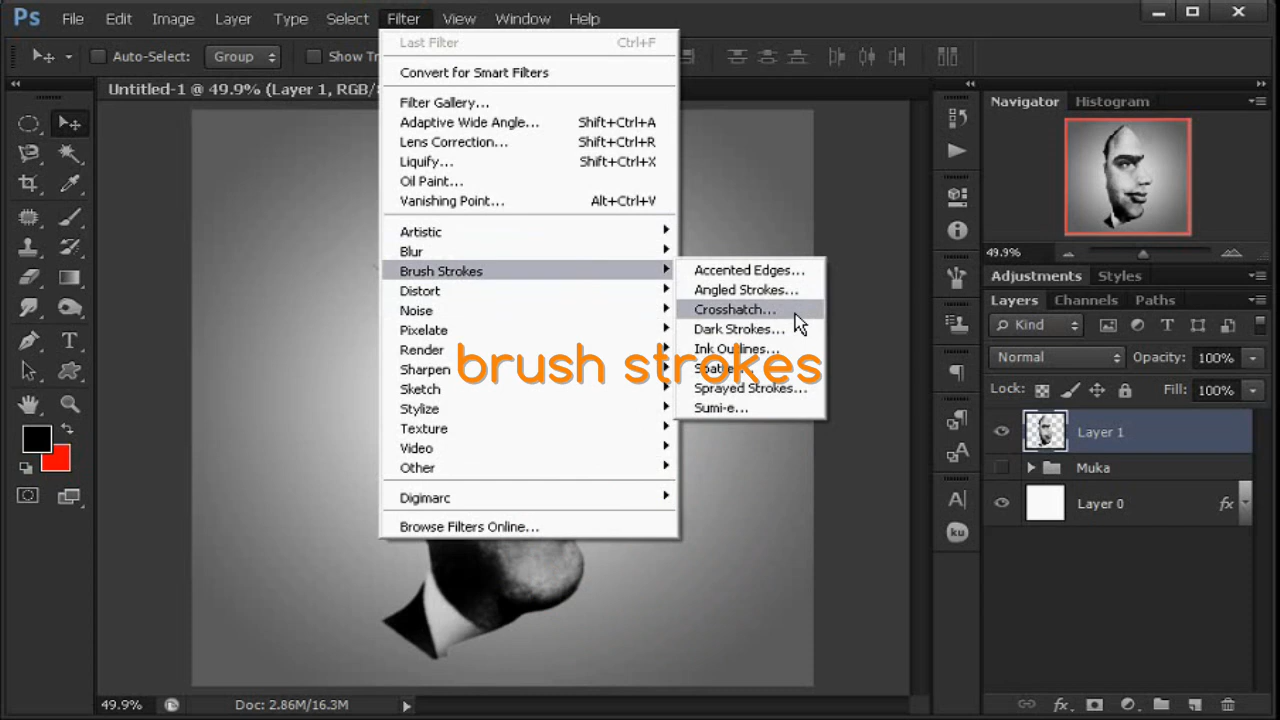 Ps File Edit Image Layer Type Select Filter View Window Help
Auto-Select: Group Show Tr
Untitled-1 @ 49.9% (Layer 1, RGB/
Last Filter Ctrl+F
Convert for Smart Filters
Filter Gallery...
Adaptive Wide Angle... Shift+Ctrl+A
Lens Correction... Shift+Ctrl+R
Liquify... Shift+Ctrl+X
Oil Paint...
Vanishing Point... Alt+Ctrl+V
Artistic
Blur
Brush Strokes
Distort
Noise
Pixelate
Render
Sharpen
Sketch
Stylize
Texture
Video
Other
Digimarc
Browse Filters Online...
Accented Edges...
Angled Strokes...
Crosshatch...
Dark Strokes...
Ink Outlines...
Sprayed Strokes...
Sumi-e...
brush strokes
Navigator Histogram
49.9%
Adjustments Styles
Layers Channels Paths
Kind
Normal Opacity: 100%
Lock: Fill: 100%
Layer 1
Muka
Layer 0 fx
ku
49.9% Doc: 2.86M/16.3M
fx